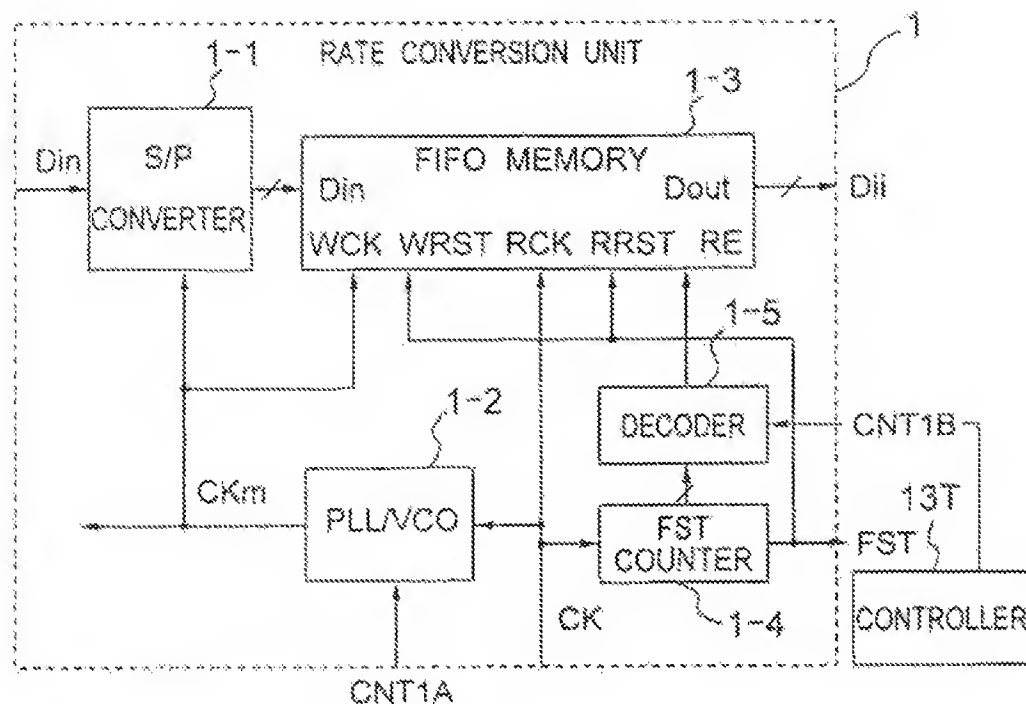 1
RATE CONVERSION UNIT
1-1
1-3
Din
S/P
CONVERTER
FIFO MEMORY
Din
Dout
Dii
WCK WRST RCK RRST RE
1-5
1-2
DECODER
CNT1B
CKm
PLL/VCO
13T
FST
COUNTER
FST
CK
1-4
CONTROLLER
CNT1A